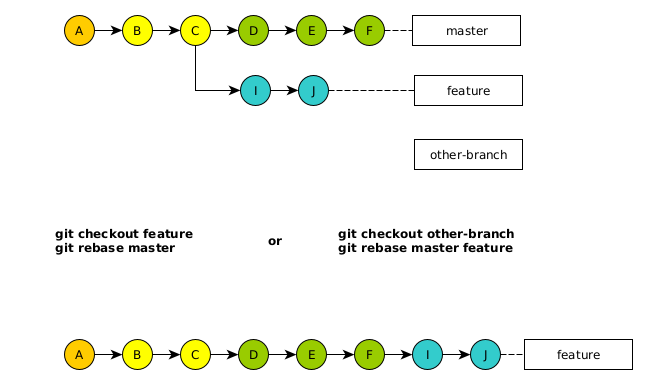 A B C D E F master
I J feature
other-branch
git checkout feature
git rebase master
or
git checkout other-branch
git rebase master feature
A B C D E F I J feature